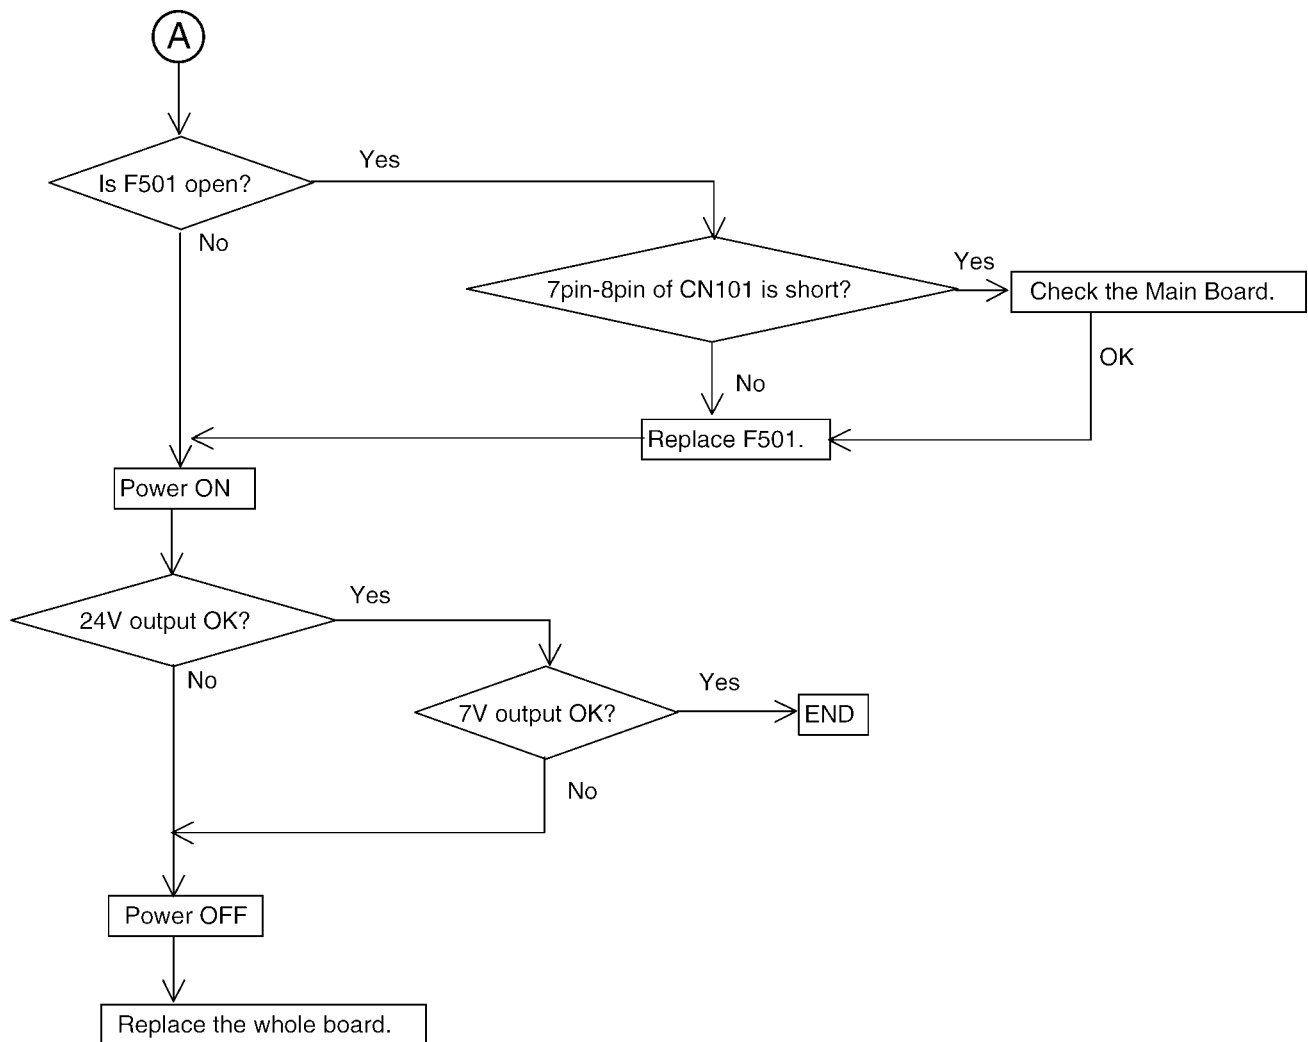 A
Is F501 open?
Yes
No
7pin-8pin of CN101 is short?
Yes
Check the Main Board.
OK
No
Replace F501.
Power ON
24V output OK?
Yes
No
7V output OK?
Yes
END
No
Power OFF
Replace the whole board.